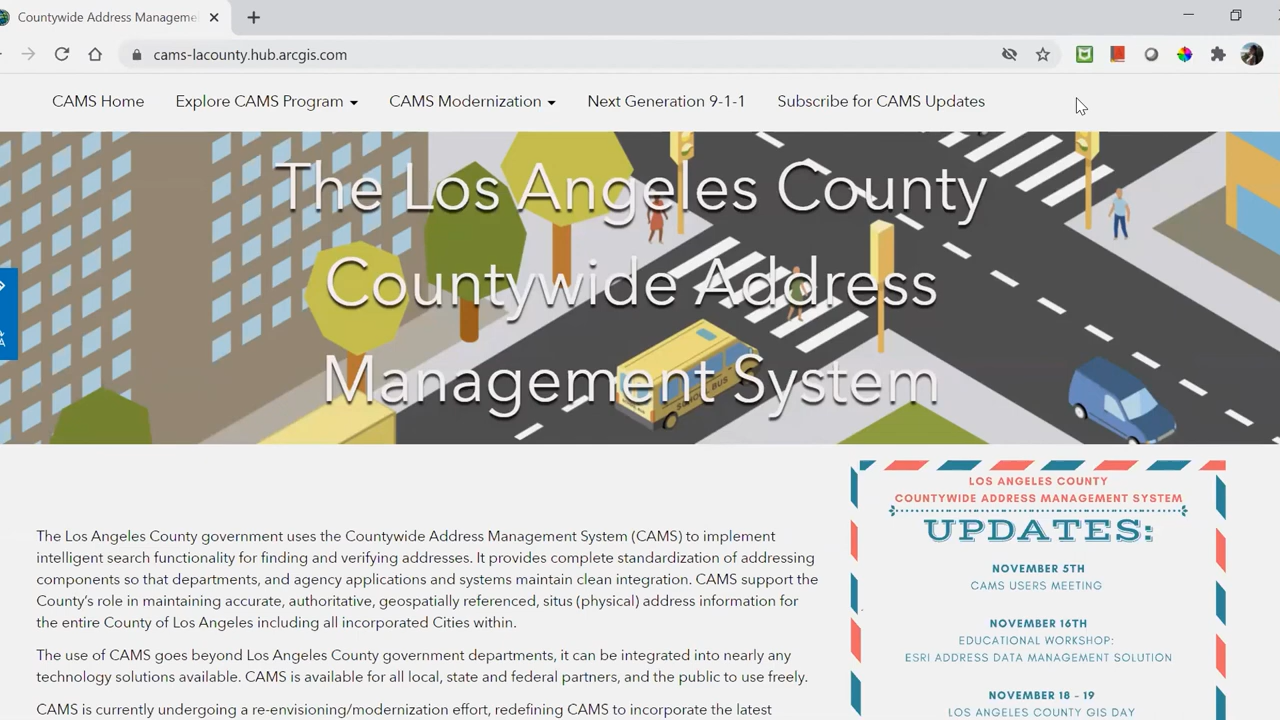 Countywide Address Manageme
cams-lacounty.hub.arcgis.com
CAMS Home
Explore CAMS Program
CAMS Modernization
Next Generation 9-1-1
Subscribe for CAMS Updates
The Los Angeles County
Countywide Address
Management System
SCHOOL BUS
The Los Angeles County government uses the Countywide Address Management System (CAMS) to implement
intelligent search functionality for finding and verifying addresses. It provides complete standardization of addressing
components so that departments, and agency applications and systems maintain clean integration. CAMS support the
County's role in maintaining accurate, authoritative, geospatially referenced, situs (physical) address information for
the entire County of Los Angeles including all incorporated Cities within.
The use of CAMS goes beyond Los Angeles County government departments, it can be integrated into nearly any
technology solutions available. CAMS is available for all local, state and federal partners, and the public to use freely.
CAMS is currently undergoing a re-envisioning/modernization effort, redefining CAMS to incorporate the latest
LOS ANGELES COUNTY
COUNTYWIDE ADDRESS MANAGEMENT SYSTEM
UPDATES:
NOVEMBER 5TH
CAMS USERS MEETING
NOVEMBER 16TH
EDUCATIONAL WORKSHOP:
ESRI ADDRESS DATA MANAGEMENT SOLUTION
NOVEMBER 18 - 19
LOS ANGELES COUNTY GIS DAY